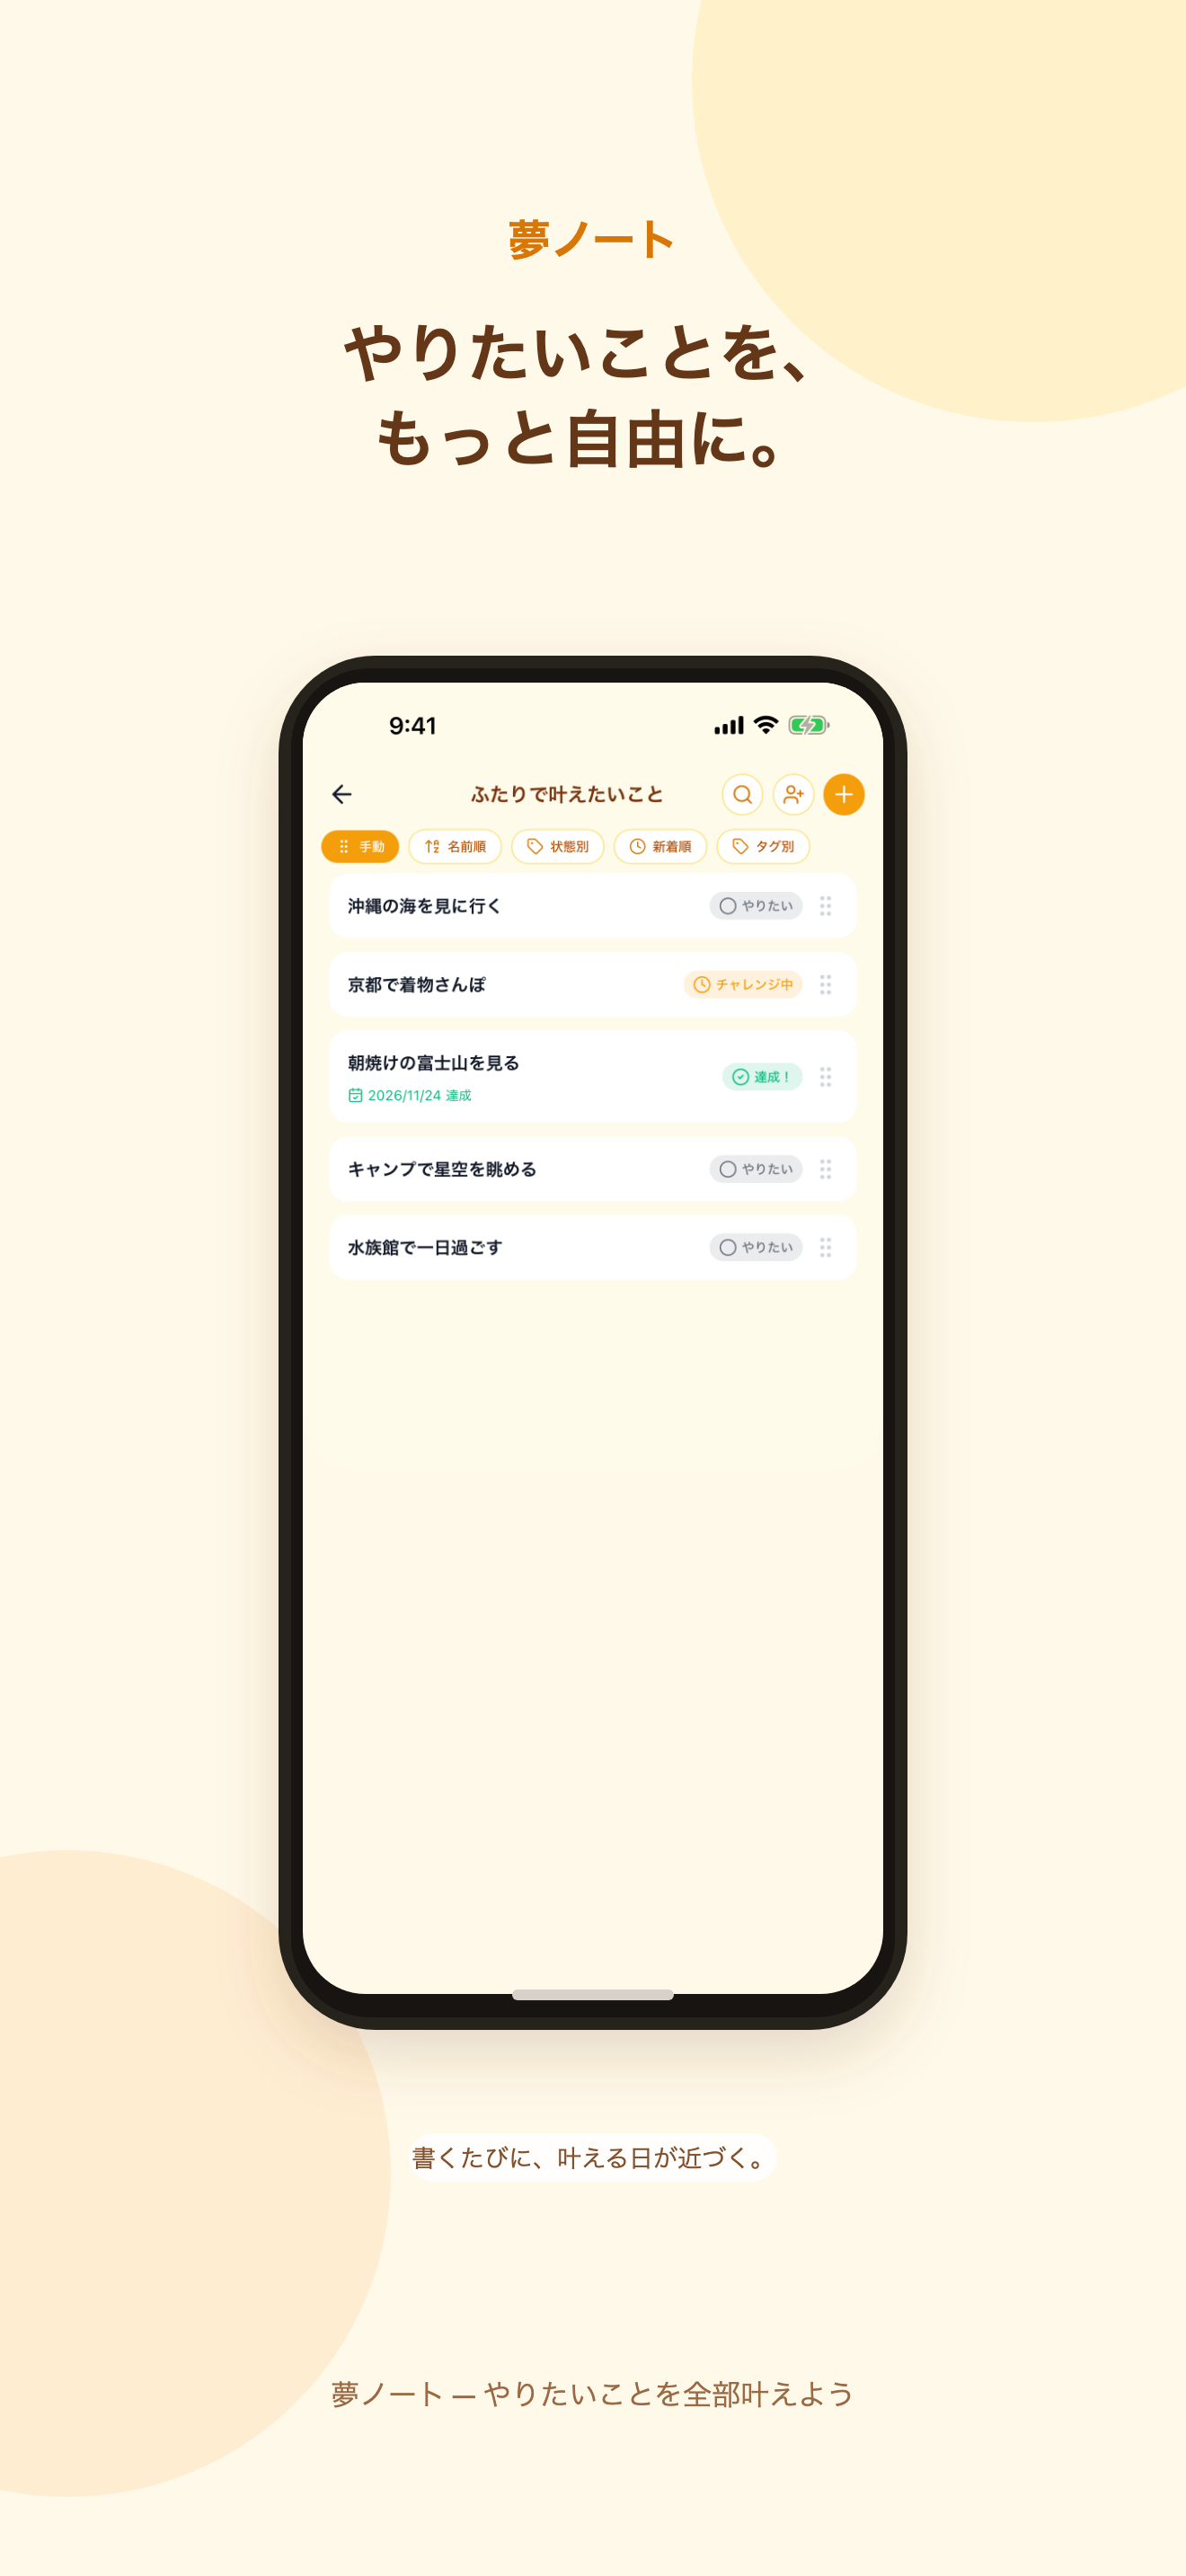 夢ノート
やりたいことを、
もっと自由に。
9:41
ふたりで叶えたいこと
手動 名前順 状態別 新着順 タグ別
沖縄の海を見に行く やりたい
京都で着物さんぽ チャレンジ中
朝焼けの富士山を見る 達成！
2026/11/24 達成
キャンプで星空を眺める やりたい
水族館で一日過ごす やりたい
書くたびに、叶える日が近づく。
夢ノート — やりたいことを全部叶えよう